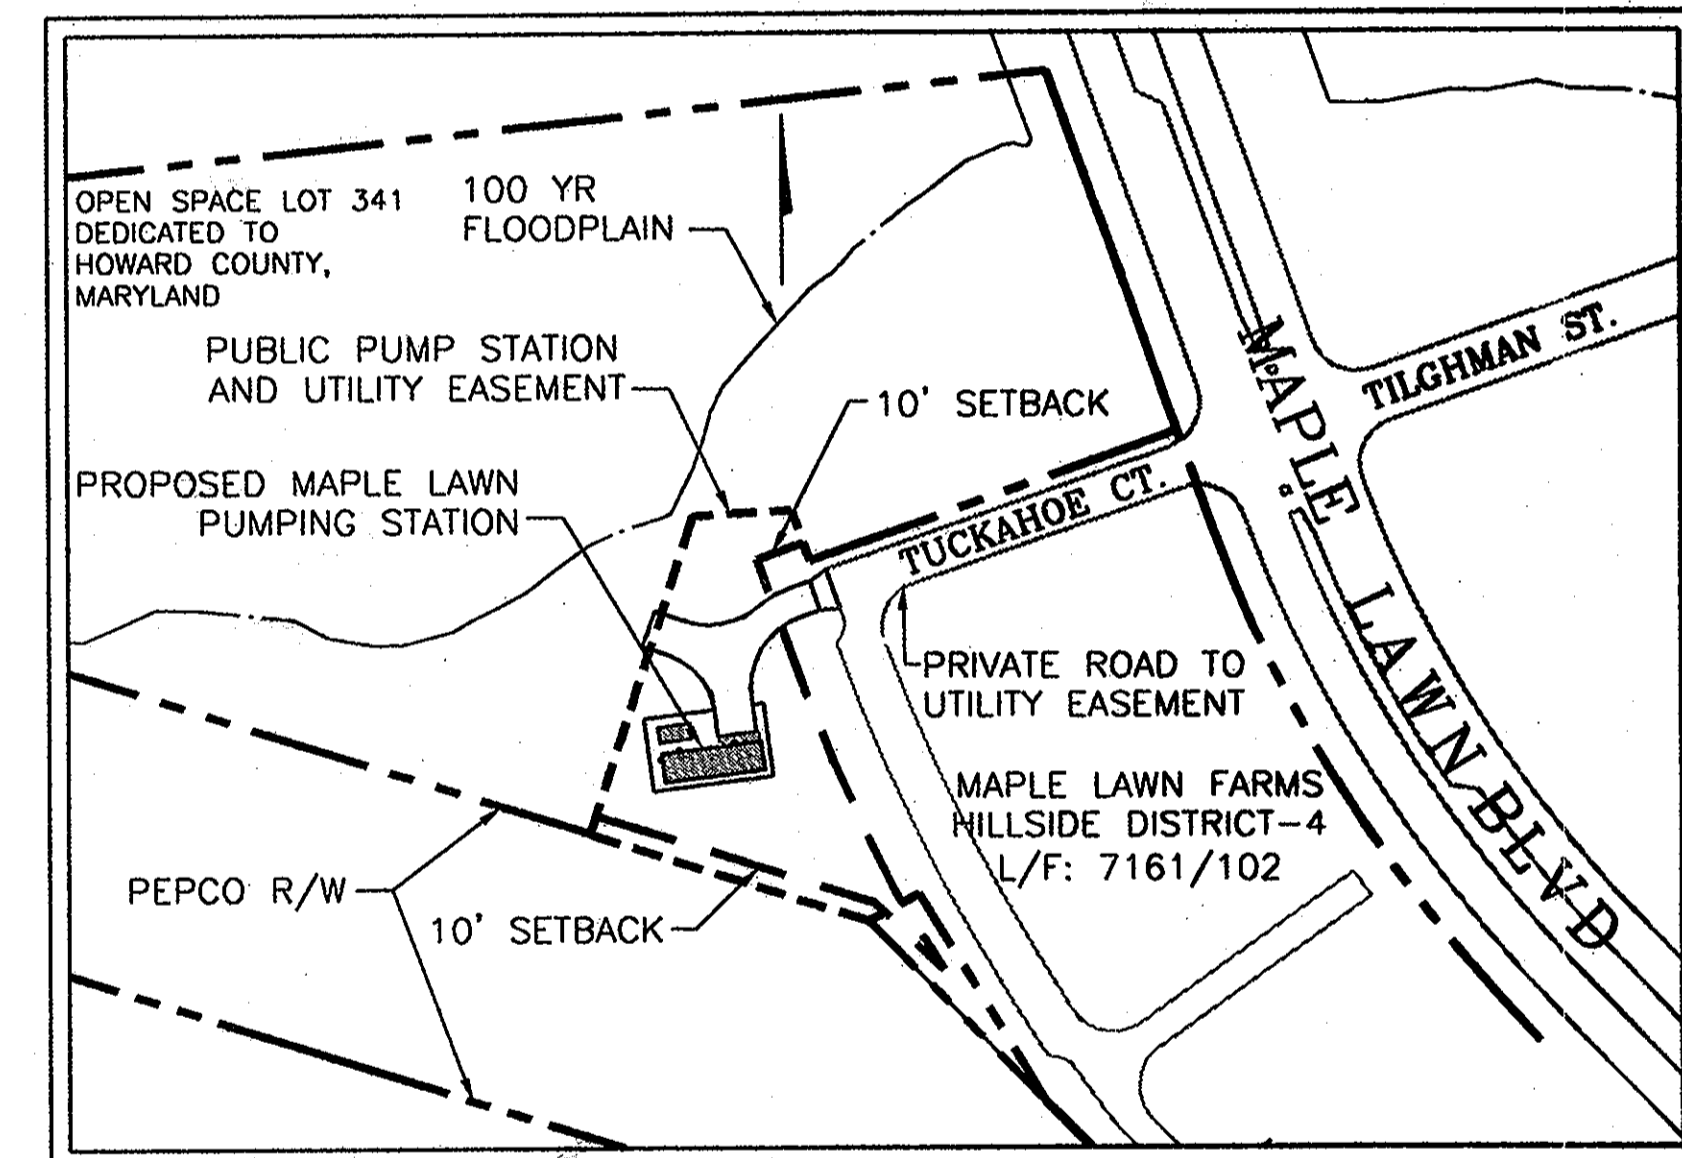 OPEN SPACE LOT 341
DEDICATED TO
HOWARD COUNTY,
MARYLAND
100 YR
FLOODPLAIN
PUBLIC PUMP STATION
AND UTILITY EASEMENT
10' SETBACK
PROPOSED MAPLE LAWN
PUMPING STATION
TUCKAHOE CT.
TILGHMAN ST.
MAPLE LAWN BLVD
PRIVATE ROAD TO
UTILITY EASEMENT
MAPLE LAWN FARMS
HILLSIDE DISTRICT-4
L/F: 7161/102
PEPCO R/W
10' SETBACK